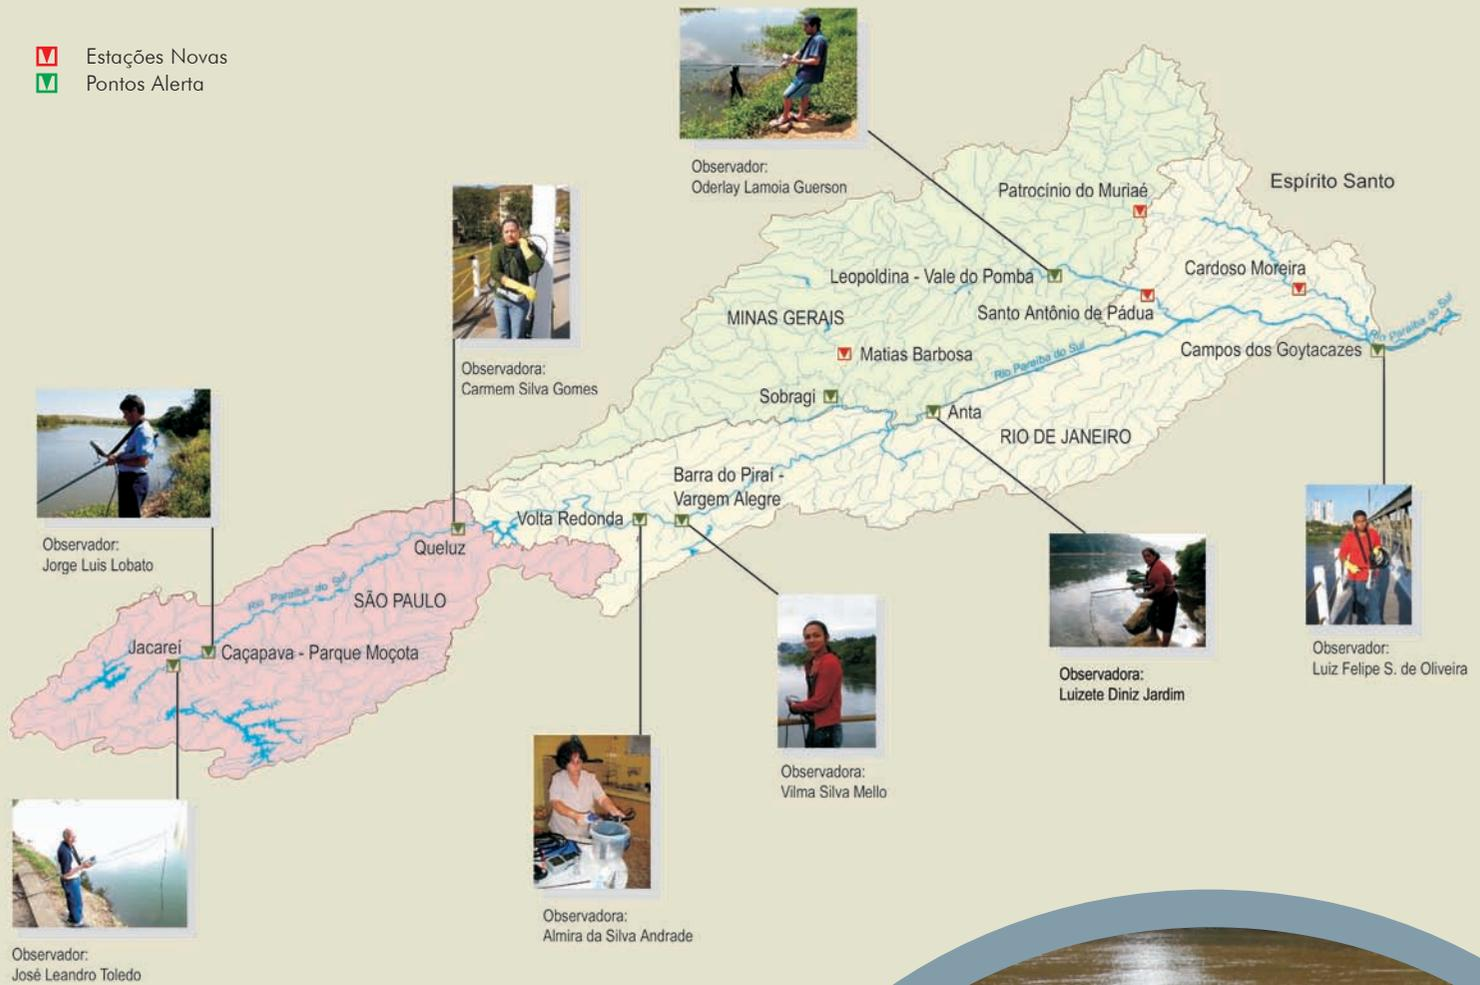 Estações Novas
Pontos Alerta
Observador:
Oderlay Lamoia Guerson
Patrocínio do Muriaé
Espírito Santo
Leopoldina - Vale do Pomba
Cardoso Moreira
Santo Antônio de Pádua
MINAS GERAIS
Rio Paraíba do Sul
Campos dos Goytacazes
Matias Barbosa
Rio Paraíba do Sul
Observadora:
Carmem Silva Gomes
Sobragi
Anta
RIO DE JANEIRO
Barra do Piraí -
Vargem Alegre
Volta Redonda
Queluz
Observador:
Jorge Luis Lobato
Rio Paraíba do Sul
SÃO PAULO
Jacareí
Caçapava - Parque Moçota
Observador:
Luiz Felipe S. de Oliveira
Observadora:
Luizete Diniz Jardim
Observadora:
Vilma Silva Mello
Observadora:
Almira da Silva Andrade
Observador:
José Leandro Toledo